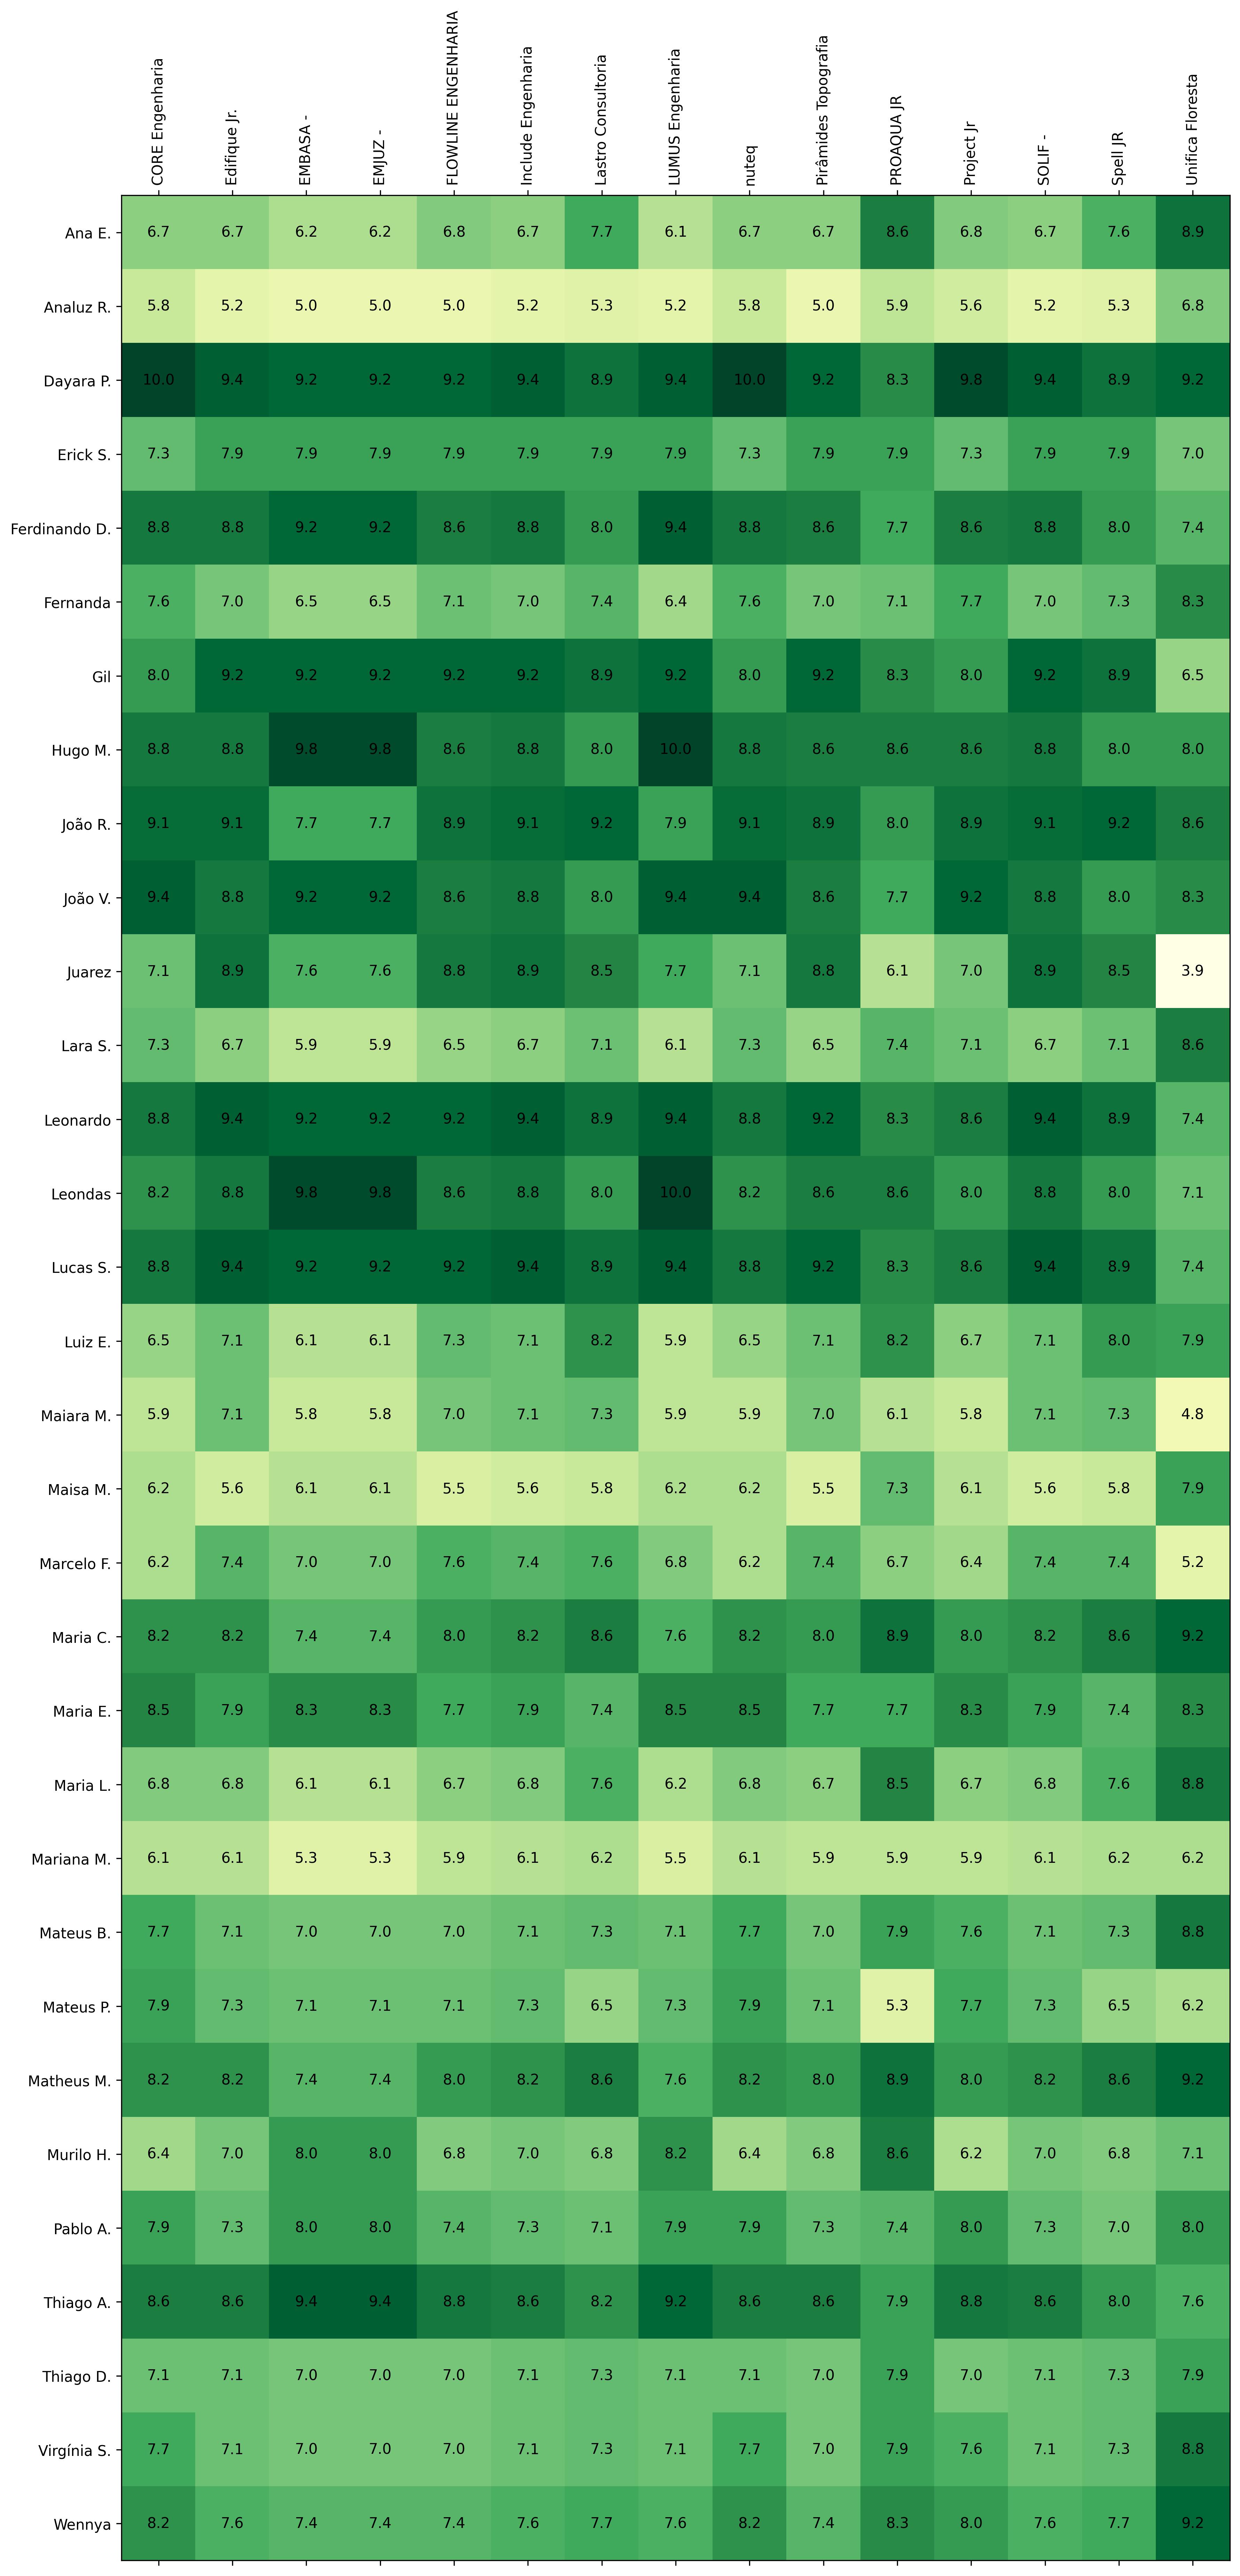 CORE Engenharia Edifique Jr. EMBASA - EMJUZ - FLOWLINE ENGENHARIA Include Engenharia Lastro Consultoria LUMUS Engenharia nuteq Pirâmides Topografia PROAQUA JR Project Jr SOLIF - Spell JR Unifica Floresta
Ana E. 6.7 6.7 6.2 6.2 6.8 6.7 7.7 6.1 6.7 6.7 8.6 6.8 6.7 7.6 8.9
Analuz R. 5.8 5.2 5.0 5.0 5.0 5.2 5.3 5.2 5.8 5.0 5.9 5.6 5.2 5.3 6.8
Dayara P. 10.0 9.4 9.2 9.2 9.2 9.4 8.9 9.4 10.0 9.2 8.3 9.8 9.4 8.9 9.2
Erick S. 7.3 7.9 7.9 7.9 7.9 7.9 7.9 7.9 7.3 7.9 7.9 7.3 7.9 7.9 7.0
Ferdinando D. 8.8 8.8 9.2 9.2 8.6 8.8 8.0 9.4 8.8 8.6 7.7 8.6 8.8 8.0 7.4
Fernanda 7.6 7.0 6.5 6.5 7.1 7.0 7.4 6.4 7.6 7.0 7.1 7.7 7.0 7.3 8.3
Gil 8.0 9.2 9.2 9.2 9.2 9.2 8.9 9.2 8.0 9.2 8.3 8.0 9.2 8.9 6.5
Hugo M. 8.8 8.8 9.8 9.8 8.6 8.8 8.0 10.0 8.8 8.6 8.6 8.6 8.8 8.0 8.0
João R. 9.1 9.1 7.7 7.7 8.9 9.1 9.2 7.9 9.1 8.9 8.0 8.9 9.1 9.2 8.6
João V. 9.4 8.8 9.2 9.2 8.6 8.8 8.0 9.4 9.4 8.6 7.7 9.2 8.8 8.0 8.3
Juarez 7.1 8.9 7.6 7.6 8.8 8.9 8.5 7.7 7.1 8.8 6.1 7.0 8.9 8.5 3.9
Lara S. 7.3 6.7 5.9 5.9 6.5 6.7 7.1 6.1 7.3 6.5 7.4 7.1 6.7 7.1 8.6
Leonardo 8.8 9.4 9.2 9.2 9.2 9.4 8.9 9.4 8.8 9.2 8.3 8.6 9.4 8.9 7.4
Leondas 8.2 8.8 9.8 9.8 8.6 8.8 8.0 10.0 8.2 8.6 8.6 8.0 8.8 8.0 7.1
Lucas S. 8.8 9.4 9.2 9.2 9.2 9.4 8.9 9.4 8.8 9.2 8.3 8.6 9.4 8.9 7.4
Luiz E. 6.5 7.1 6.1 6.1 7.3 7.1 8.2 5.9 6.5 7.1 8.2 6.7 7.1 8.0 7.9
Maiara M. 5.9 7.1 5.8 5.8 7.0 7.1 7.3 5.9 5.9 7.0 6.1 5.8 7.1 7.3 4.8
Maisa M. 6.2 5.6 6.1 6.1 5.5 5.6 5.8 6.2 6.2 5.5 7.3 6.1 5.6 5.8 7.9
Marcelo F. 6.2 7.4 7.0 7.0 7.6 7.4 7.6 6.8 6.2 7.4 6.7 6.4 7.4 7.4 5.2
Maria C. 8.2 8.2 7.4 7.4 8.0 8.2 8.6 7.6 8.2 8.0 8.9 8.0 8.2 8.6 9.2
Maria E. 8.5 7.9 8.3 8.3 7.7 7.9 7.4 8.5 8.5 7.7 7.7 8.3 7.9 7.4 8.3
Maria L. 6.8 6.8 6.1 6.1 6.7 6.8 7.6 6.2 6.8 6.7 8.5 6.7 6.8 7.6 8.8
Mariana M. 6.1 6.1 5.3 5.3 5.9 6.1 6.2 5.5 6.1 5.9 5.9 5.9 6.1 6.2 6.2
Mateus B. 7.7 7.1 7.0 7.0 7.0 7.1 7.3 7.1 7.7 7.0 7.9 7.6 7.1 7.3 8.8
Mateus P. 7.9 7.3 7.1 7.1 7.1 7.3 6.5 7.3 7.9 7.1 5.3 7.7 7.3 6.5 6.2
Matheus M. 8.2 8.2 7.4 7.4 8.0 8.2 8.6 7.6 8.2 8.0 8.9 8.0 8.2 8.6 9.2
Murilo H. 6.4 7.0 8.0 8.0 6.8 7.0 6.8 8.2 6.4 6.8 8.6 6.2 7.0 6.8 7.1
Pablo A. 7.9 7.3 8.0 8.0 7.4 7.3 7.1 7.9 7.9 7.3 7.4 8.0 7.3 7.0 8.0
Thiago A. 8.6 8.6 9.4 9.4 8.8 8.6 8.2 9.2 8.6 8.6 7.9 8.8 8.6 8.0 7.6
Thiago D. 7.1 7.1 7.0 7.0 7.0 7.1 7.3 7.1 7.1 7.0 7.9 7.0 7.1 7.3 7.9
Virgínia S. 7.7 7.1 7.0 7.0 7.0 7.1 7.3 7.1 7.7 7.0 7.9 7.6 7.1 7.3 8.8
Wennya 8.2 7.6 7.4 7.4 7.4 7.6 7.7 7.6 8.2 7.4 8.3 8.0 7.6 7.7 9.2